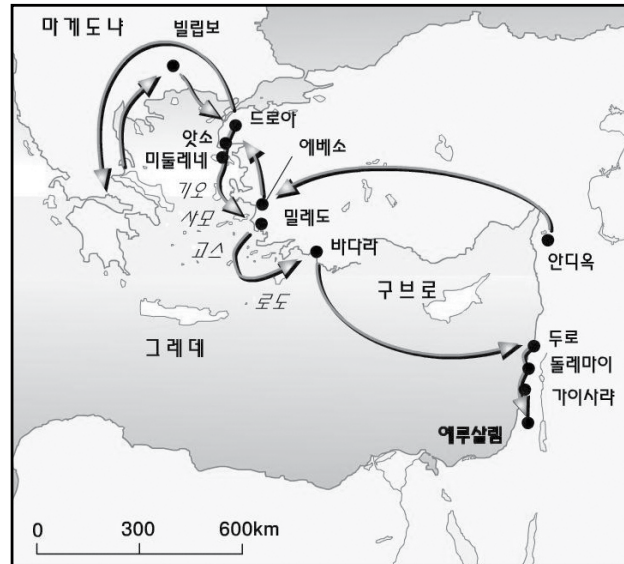 마게도냐
빌립보
드로아
앗소
에베소
미둘레네
기오
사모
밀레도
고스
바다라
안디옥
구브로
로도
두로
그레데
돌레마이
가이사랴
예루살렘
0 300 600km